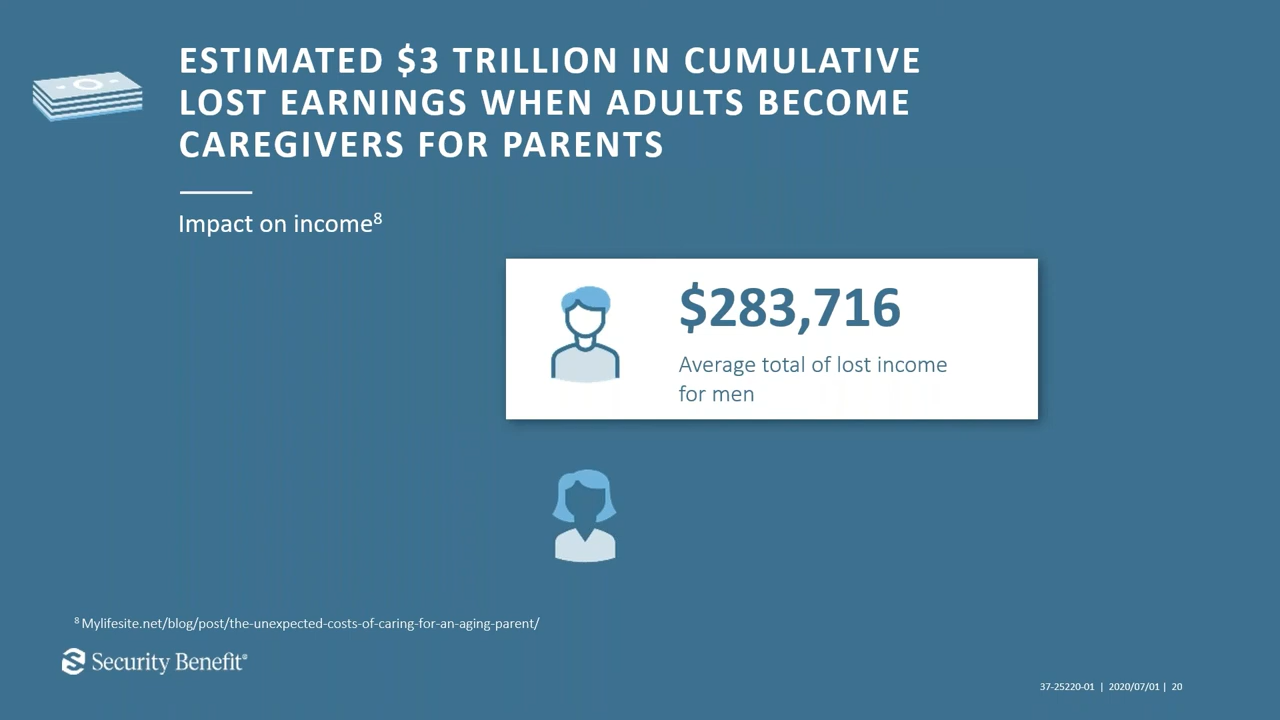 ESTIMATED $3 TRILLION IN CUMULATIVE
LOST EARNINGS WHEN ADULTS BECOME
CAREGIVERS FOR PARENTS
Impact on income⁸
$283,716
Average total of lost income
for men
⁸ Mylifesite.net/blog/post/the-unexpected-costs-of-caring-for-an-aging-parent/
Security Benefit®
37-25220-01 | 2020/07/01 | 20